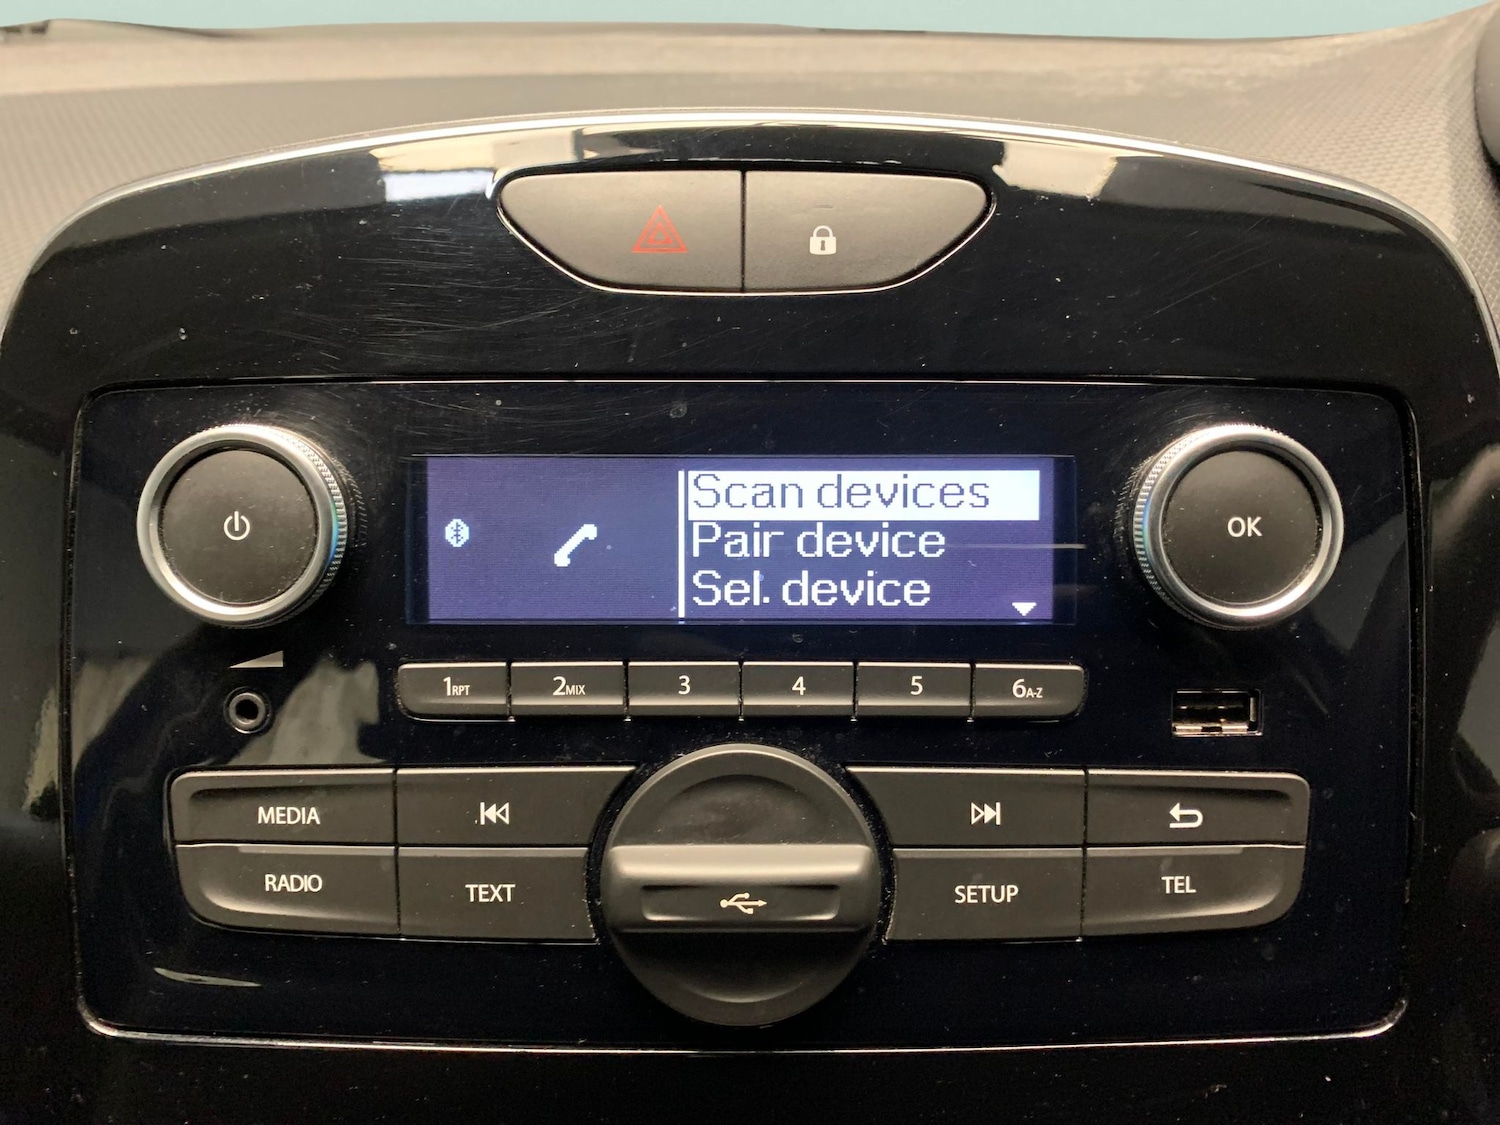 Scan devices
Pair device
Sel. device
OK
1RPT
2MIX
3
4
5
6A-Z
MEDIA
RADIO
TEXT
SETUP
TEL